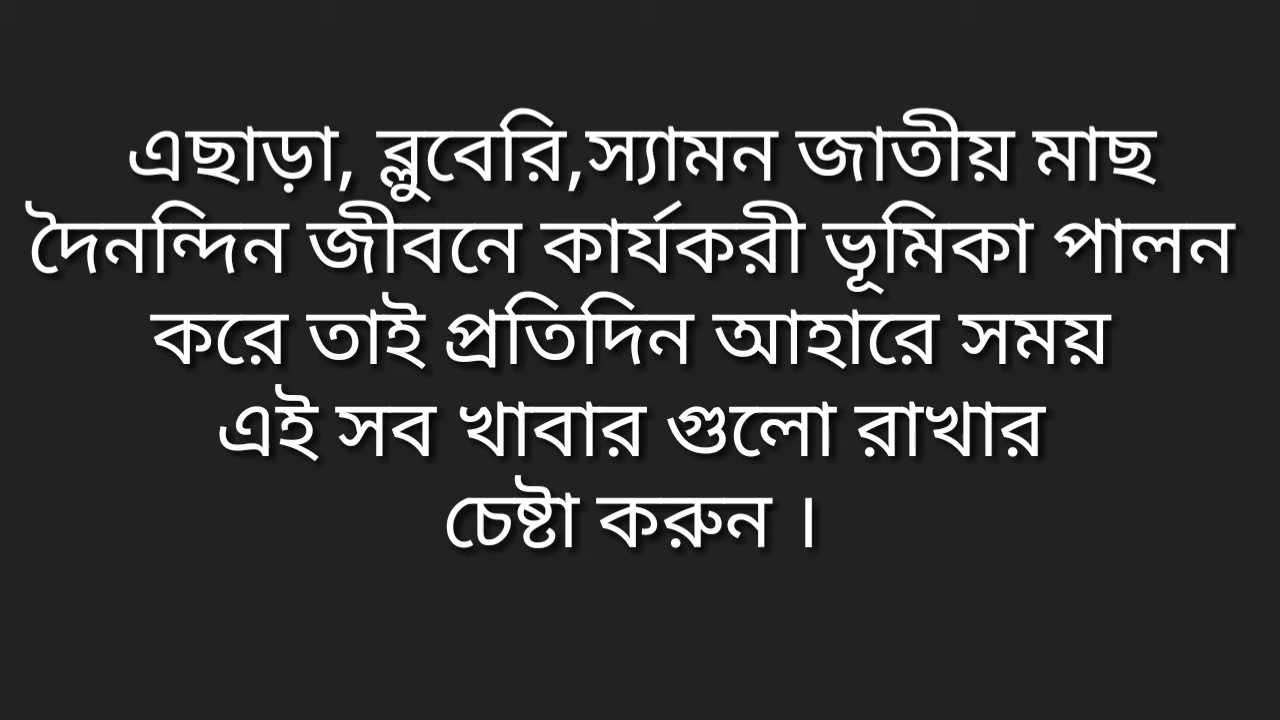 এছাড়া, ব্লুবেরি,স্যামন জাতীয় মাছ
দৈনন্দিন জীবনে কার্যকরী ভূমিকা পালন
করে তাই প্রতিদিন আহারে সময়
এই সব খাবার গুলো রাখার
চেষ্টা করুন ।